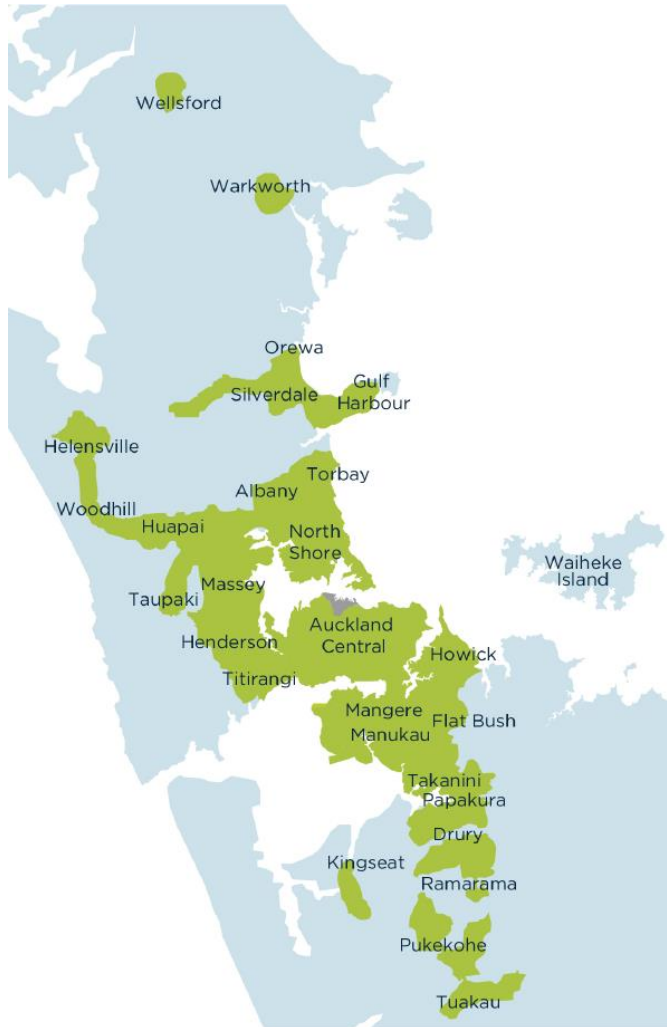 Wellsford
Warkworth
Orewa
Gulf
Silverdale
Harbour
Helensville
Torbay
Albany
Woodhill
Huapai
North
Shore
Waiheke
Island
Massey
Taupaki
Auckland
Central
Henderson
Howick
Titirangi
Mangere
Flat Bush
Manukau
Takanini
Papakura
Drury
Kingseat
Ramarama
Pukekohe
Tuakau